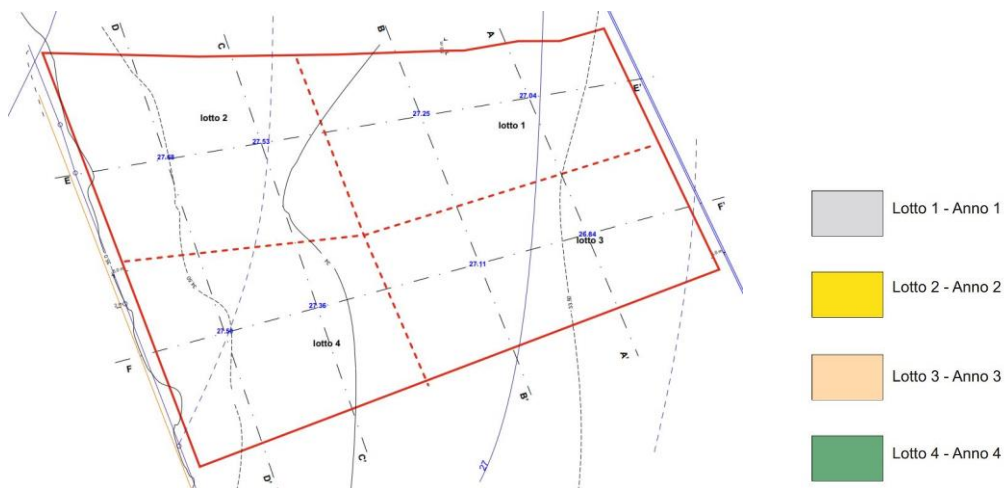 D
C
B
A
E'
lotto 2
27.04
27.25
lotto 1
27.53
27.68
E
F'
26.64
lotto 3
27.11
27.36
27.50
lotto 4
F
A'
B'
C'
D'
27
Lotto 1 - Anno 1
Lotto 2 - Anno 2
Lotto 3 - Anno 3
Lotto 4 - Anno 4